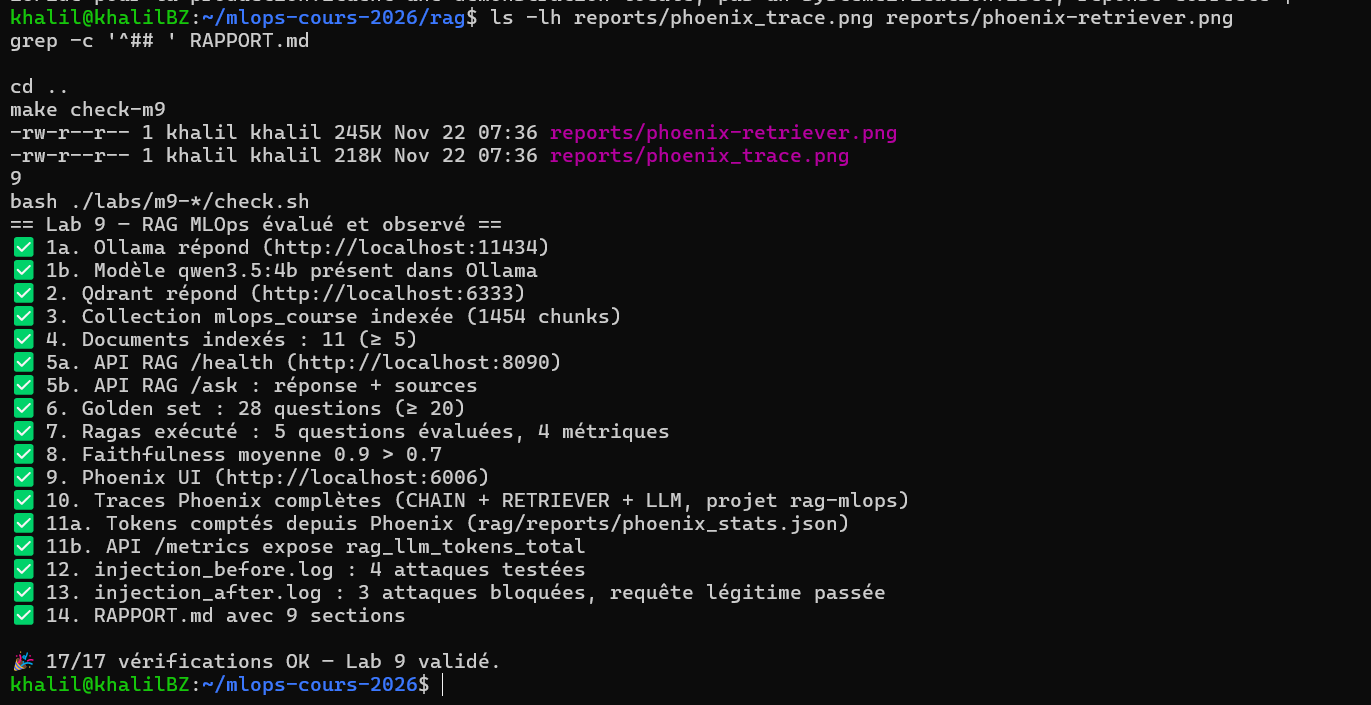 khalil@khalilBZ:~/mlops-cours-2026/rag$ ls -lh reports/phoenix_trace.png reports/phoenix-retriever.png
grep -c '^## ' RAPPORT.md
cd ..
make check-m9
-rw-r--r-- 1 khalil khalil 245K Nov 22 07:36 reports/phoenix-retriever.png
-rw-r--r-- 1 khalil khalil 218K Nov 22 07:36 reports/phoenix_trace.png
9
bash ./labs/m9-*/check.sh
== Lab 9 — RAG MLOps évalué et observé ==
✅ 1a. Ollama répond (http://localhost:11434)
✅ 1b. Modèle qwen3.5:4b présent dans Ollama
✅ 2. Qdrant répond (http://localhost:6333)
✅ 3. Collection mlops_course indexée (1454 chunks)
✅ 4. Documents indexés : 11 (≥ 5)
✅ 5a. API RAG /health (http://localhost:8090)
✅ 5b. API RAG /ask : réponse + sources
✅ 6. Golden set : 28 questions (≥ 20)
✅ 7. Ragas exécuté : 5 questions évaluées, 4 métriques
✅ 8. Faithfulness moyenne 0.9 > 0.7
✅ 9. Phoenix UI (http://localhost:6006)
✅ 10. Traces Phoenix complètes (CHAIN + RETRIEVER + LLM, projet rag-mlops)
✅ 11a. Tokens comptés depuis Phoenix (rag/reports/phoenix_stats.json)
✅ 11b. API /metrics expose rag_llm_tokens_total
✅ 12. injection_before.log : 4 attaques testées
✅ 13. injection_after.log : 3 attaques bloquées, requête légitime passée
✅ 14. RAPPORT.md avec 9 sections
🎉 17/17 vérifications OK — Lab 9 validé.
khalil@khalilBZ:~/mlops-cours-2026$